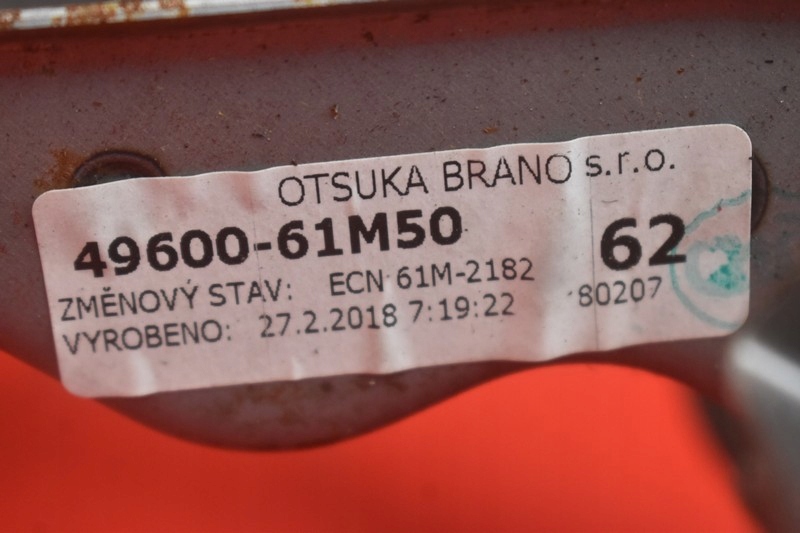 OTSUKA BRANO s.r.o.
49600-61M50 62
ZMĚNOVÝ STAV: ECN 61M-2182 80207
VYROBENO: 27.2.2018 7:19:22